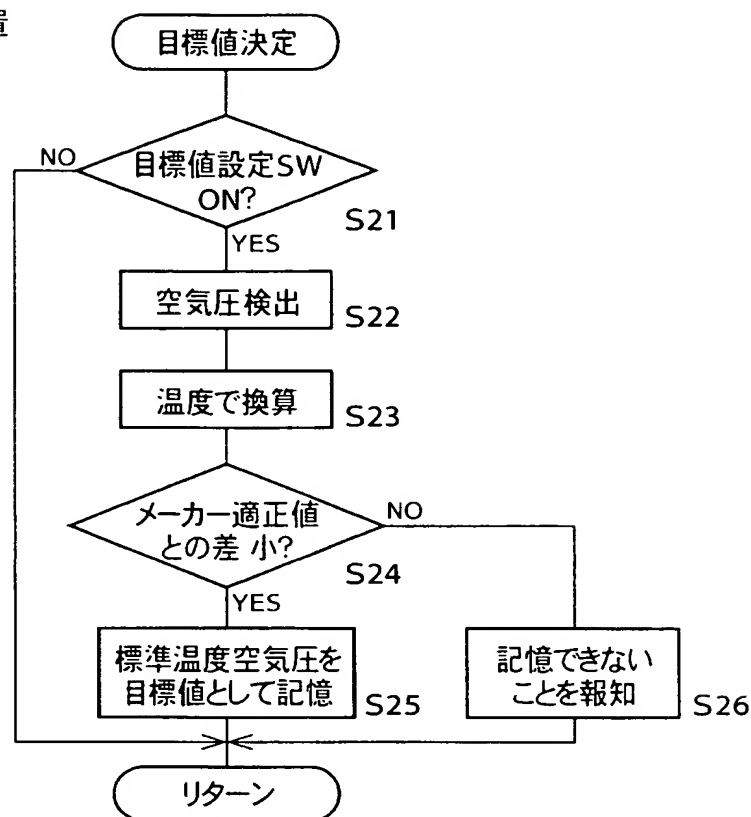 置
目標値決定
NO
目標値設定SW
ON?
S21
YES
空気圧検出
S22
温度で換算
S23
メーカー適正値
との差 小?
NO
S24
YES
標準温度空気圧を
目標値として記憶
S25
記憶できない
ことを報知
S26
リターン